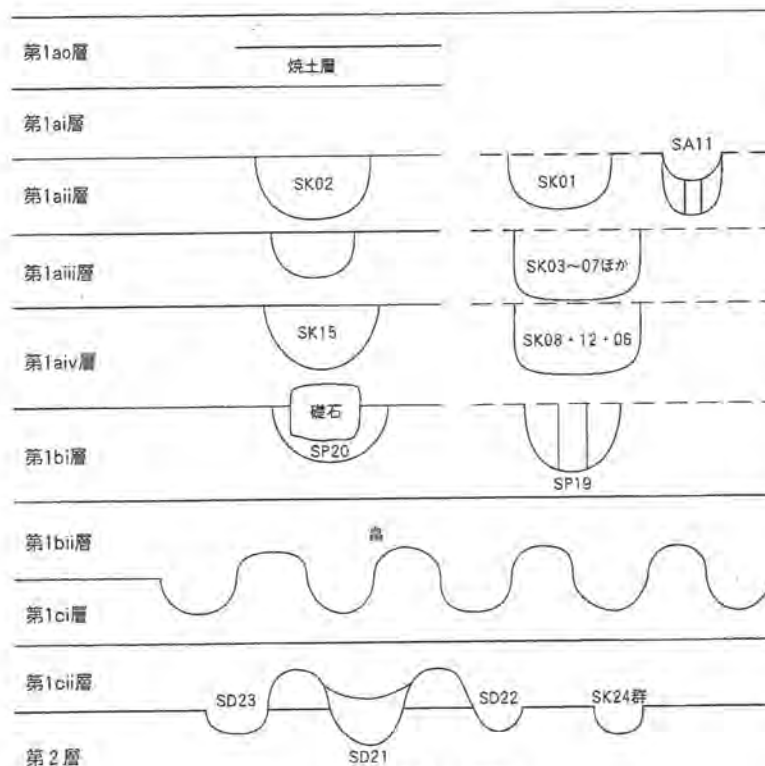 第1ao層
焼土層
第1ai層
SA11
第1aii層
SK02
SK01
第1aiii層
SK03～07ほか
第1aiv層
SK15
SK08・12・06
礎石
第1bi層
SP20
SP19
第1bii層
畠
第1ci層
第1cii層
SD23
SD22
SK24群
第2層
SD21